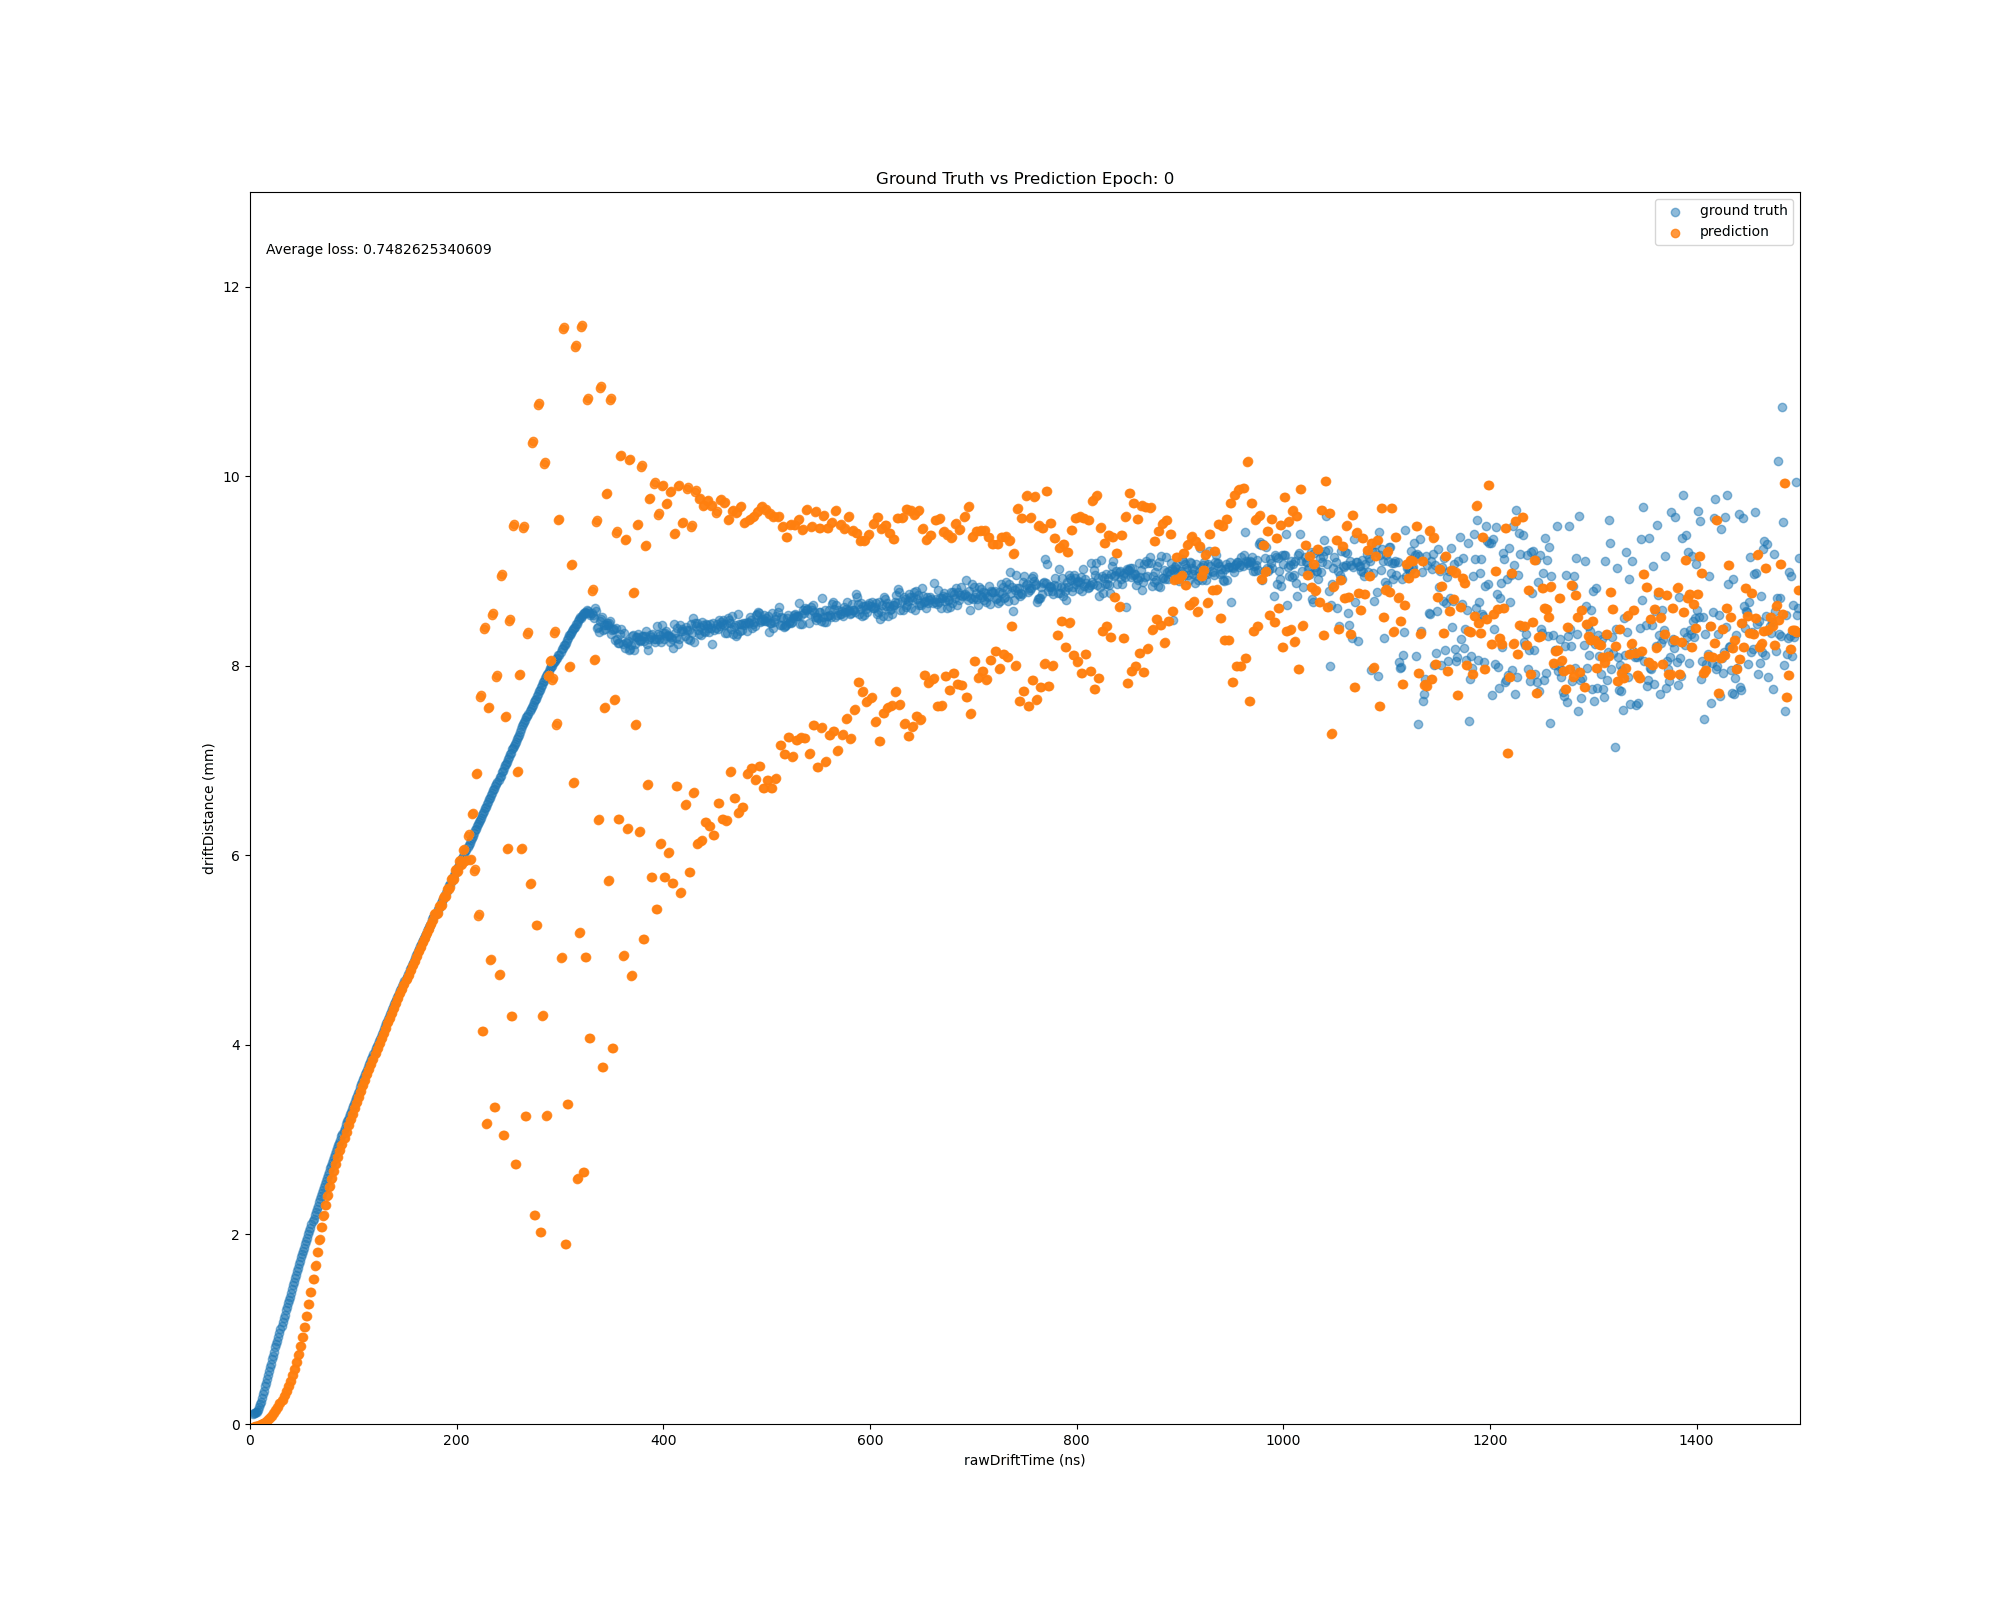 Ground Truth vs Prediction Epoch: 0
ground truth
prediction
Average loss: 0.7482625340609
12
10
8
6
4
2
0
driftDistance (mm)
0 200 400 600 800 1000 1200 1400
rawDriftTime (ns)